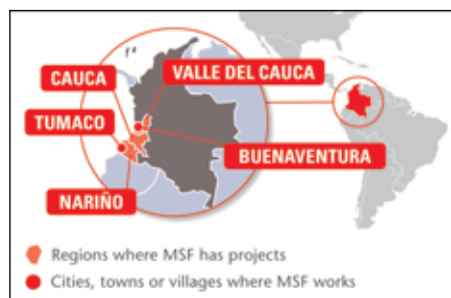 CAUCA
VALLE DEL CAUCA
TUMACO
BUENAVENTURA
NARIÑO
Regions where MSF has projects
Cities, towns or villages where MSF works